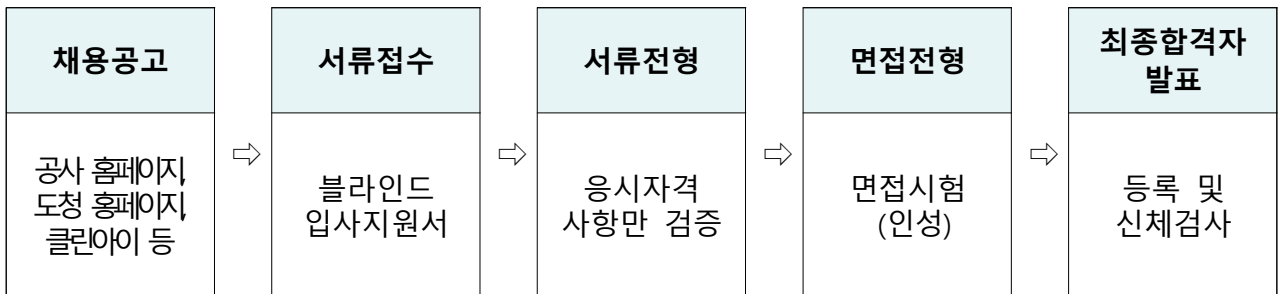 채용공고
공사 홈페이지,
도청 홍페이지,
클린아이 등
⇨
서류접수
블라인드
입사지원서
⇨
서류전형
응시자격
사항만 검증
⇨
면접전형
면접시험
(인성)
⇨
최종합격자
발표
등록 및
신체검사